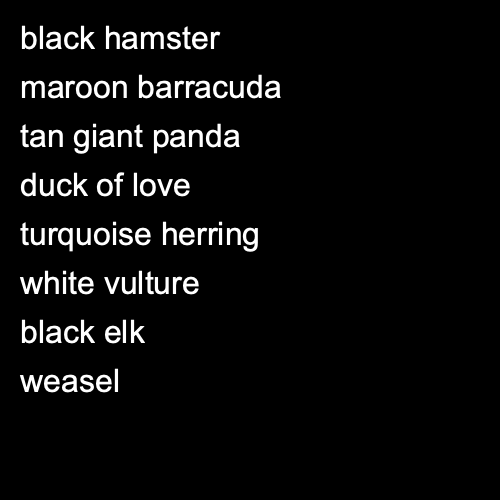 black hamster
maroon barracuda
tan giant panda
duck of love
turquoise herring
white vulture
black elk
weasel